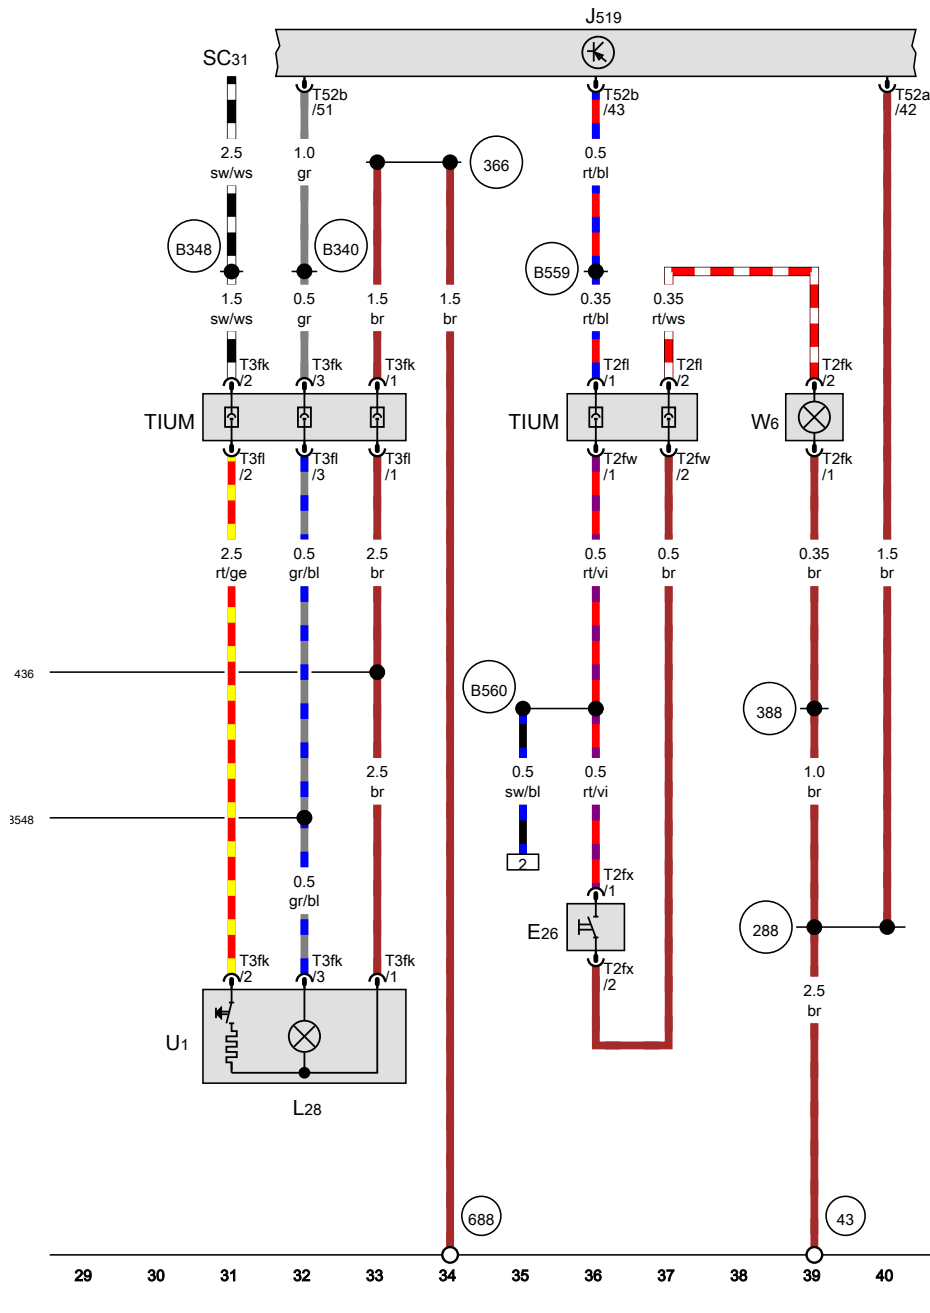 J519
SC31
T52b
/51
T52b
/43
T52a
/42
2.5
sw/ws
1.0
gr
366
0.5
rt/bl
B348
B340
B559
1.5
sw/ws
0.5
gr
1.5
br
1.5
br
0.35
rt/bl
0.35
rt/ws
T3fk
/2
T3fk
/3
T3fk
/1
T2fl
/1
T2fl
/2
T2fk
/2
TIUM
TIUM
W6
T3fl
/2
T3fl
/3
T3fl
/1
T2fw
/1
T2fw
/2
T2fk
/1
2.5
rt/ge
0.5
gr/bl
2.5
br
0.5
rt/vi
0.5
br
0.35
br
1.5
br
436
B560
388
2.5
br
0.5
sw/bl
0.5
rt/vi
1.0
br
3548
2
0.5
gr/bl
T2fx
/1
E26
288
T3fk
/2
T3fk
/3
T3fk
/1
T2fx
/2
2.5
br
U1
L28
688
43
29 30 31 32 33 34 35 36 37 38 39 40